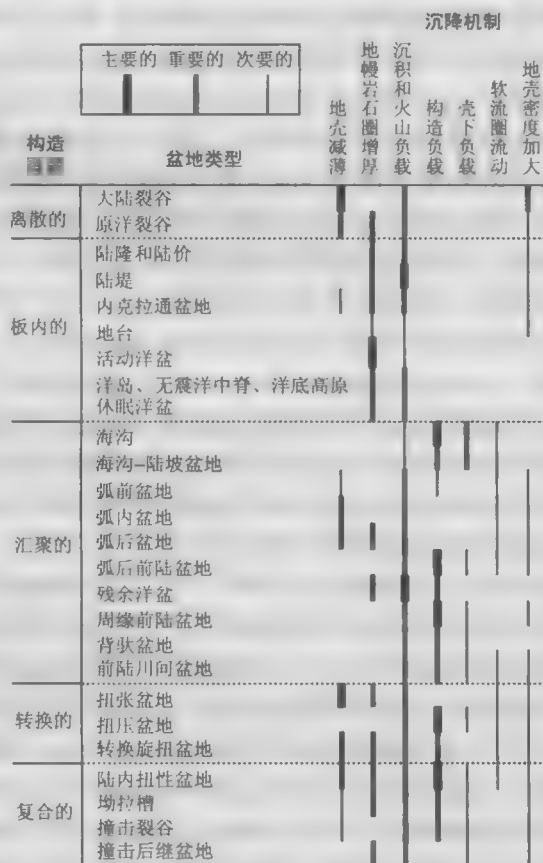 沉降机制
主要的 重要的 次要的
地壳减薄
地幔岩石圈增厚
沉积和火山负载
构造负载
壳下负载
软流圈流动
地壳密度加大
构造
盆地类型
离散的
大陆裂谷
原洋裂谷
板内的
陆隆和陆价
陆堤
内克拉通盆地
地台
活动洋盆
洋岛、无震洋中脊、洋底高原
休眠洋盆
汇聚的
海沟
海沟–陆坡盆地
弧前盆地
弧内盆地
弧后盆地
弧后前陆盆地
残余洋盆
周缘前陆盆地
背驮盆地
前陆川间盆地
转换的
扭张盆地
扭压盆地
转换旋扭盆地
复合的
陆内扭性盆地
坳拉槽
撞击裂谷
撞击后继盆地